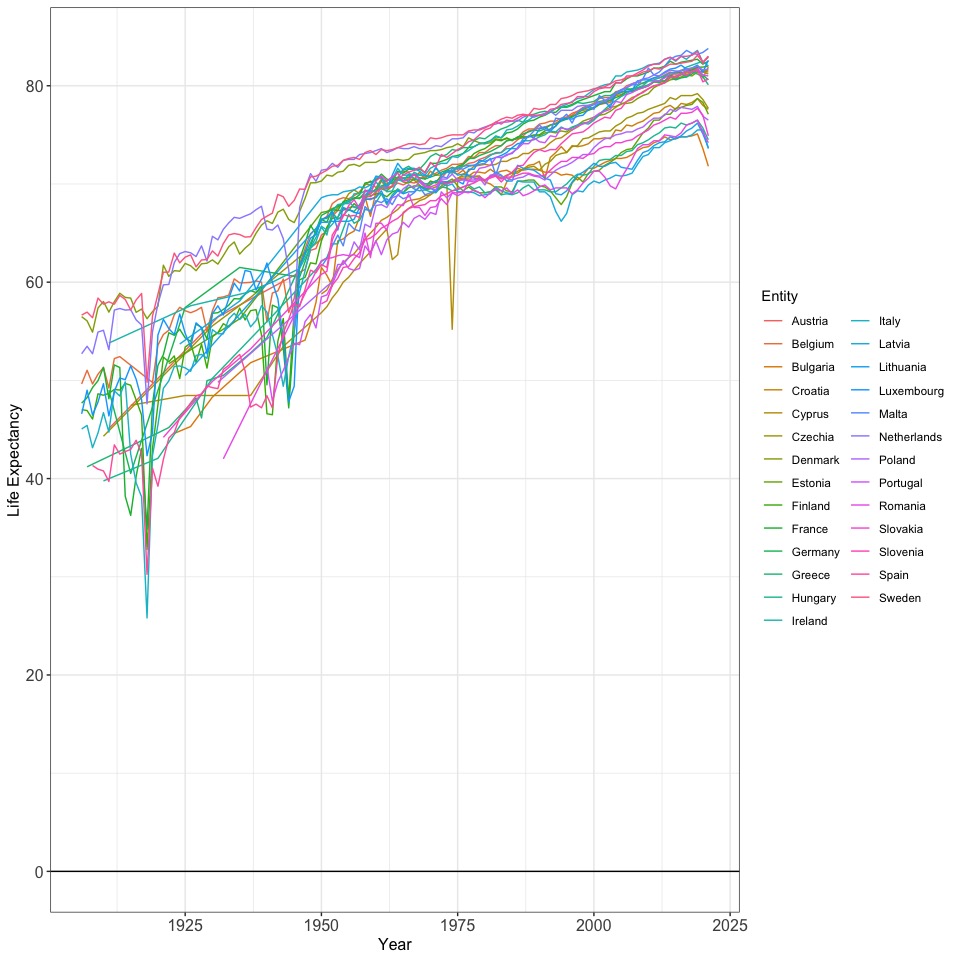 80
60
40
20
0
Life Expectancy
1925
1950
1975
2000
2025
Year
Entity
Austria
Belgium
Bulgaria
Croatia
Cyprus
Czechia
Denmark
Estonia
Finland
France
Germany
Greece
Hungary
Ireland
Italy
Latvia
Lithuania
Luxembourg
Malta
Netherlands
Poland
Portugal
Romania
Slovakia
Slovenia
Spain
Sweden